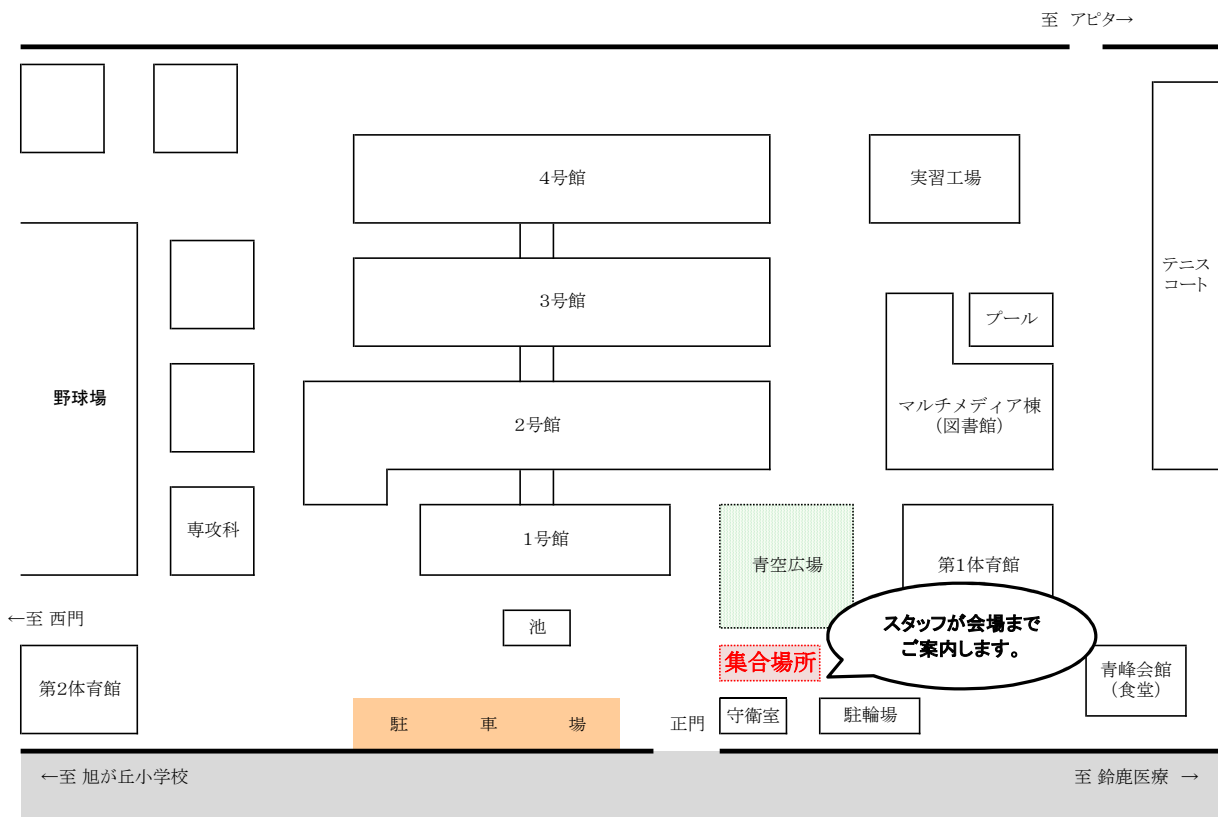 至 アピタ→
4号館
実習工場
テニス
コート
3号館
プール
野球場
2号館
マルチメディア棟
(図書館)
専攻科
1号館
青空広場
第1体育館
←至 西門
池
スタッフが会場まで
ご案内します。
集合場所
第2体育館
青峰会館
(食堂)
駐 車 場
正門
守衛室
駐輪場
←至 旭が丘小学校
至 鈴鹿医療 →